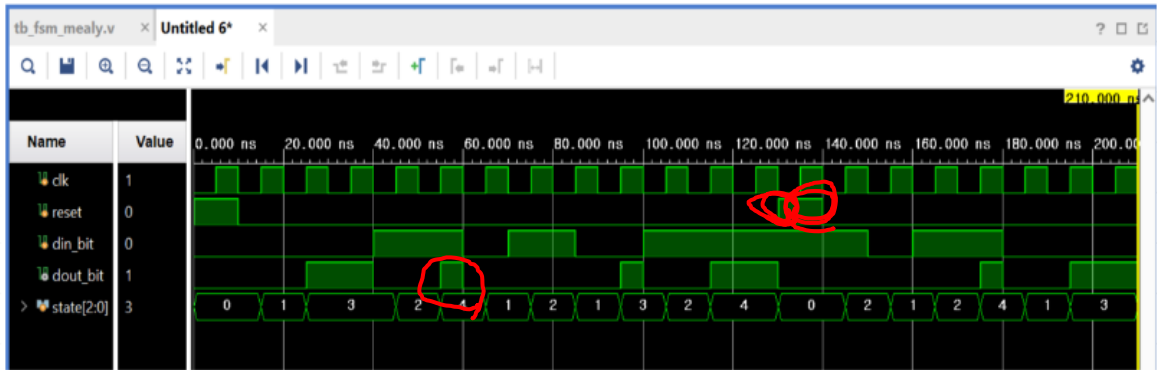 tb_fsm_mealy.v × Untitled 6* × ?
210.000 ns
Name Value 0.000 ns 20.000 ns 40.000 ns 60.000 ns 80.000 ns 100.000 ns 120.000 ns 140.000 ns 160.000 ns 180.000 ns 200.00
clk 1
reset 0
din_bit 0
dout_bit 1
> state[2:0] 3 0 1 3 2 4 1 2 1 3 2 4 0 2 1 2 4 1 3